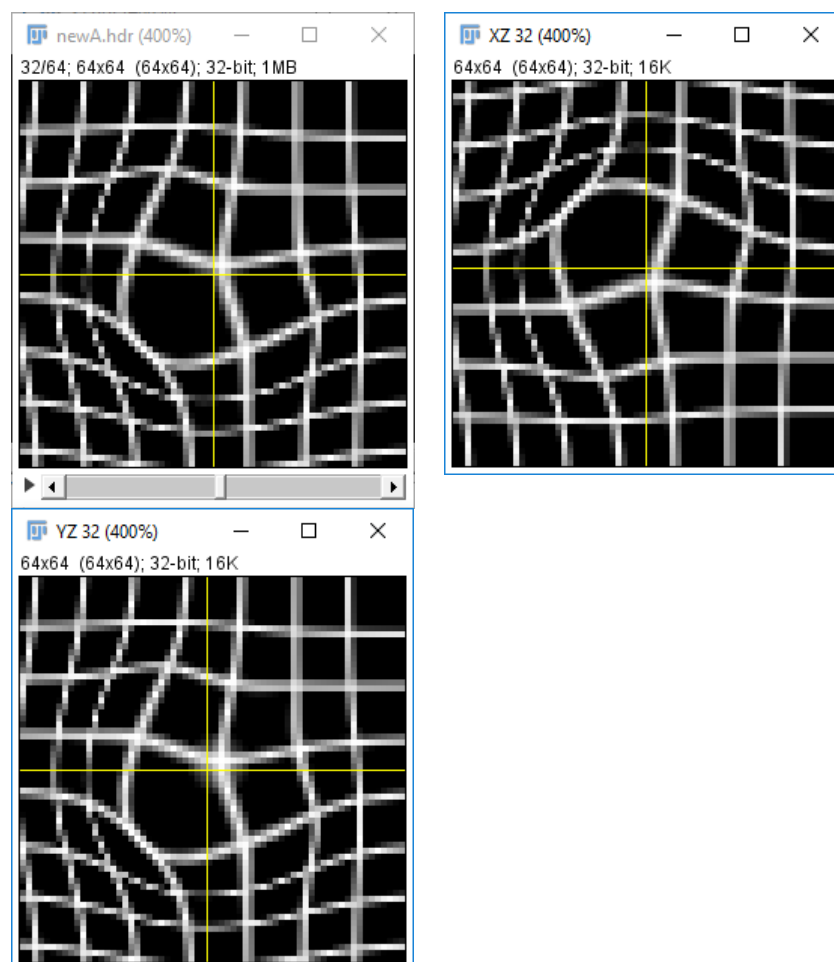 newA.hdr (400%)
32/64; 64x64 (64x64); 32-bit; 1MB
XZ 32 (400%)
64x64 (64x64); 32-bit; 16K
YZ 32 (400%)
64x64 (64x64); 32-bit; 16K